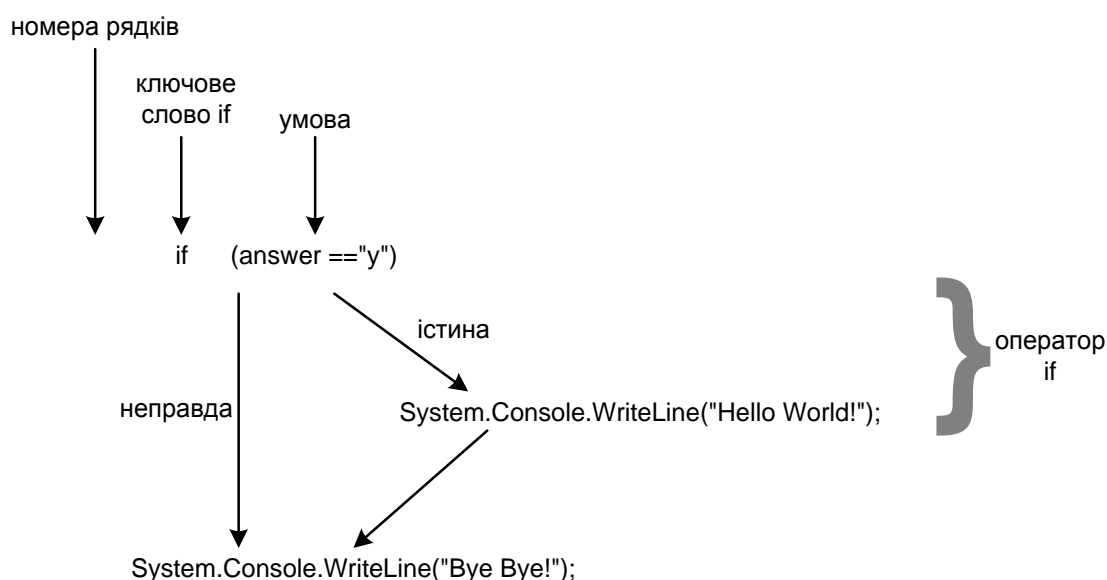 номера рядків
ключове
слово if
умова
if (answer =="y")
істина
оператор
if
неправда
System.Console.WriteLine("Hello World!");
System.Console.WriteLine("Bye Bye!");